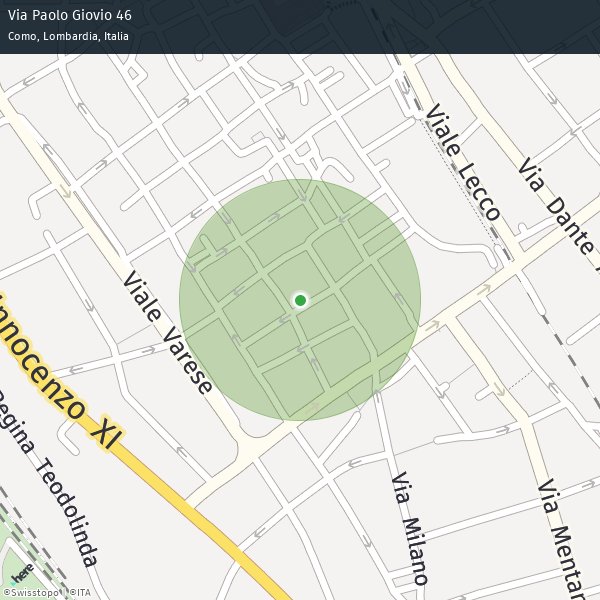 Via Paolo Giovio 46
Como, Lombardia, Italia
Viale Lecco
Via Dante
Viale Varese
Innocenzo XI
Regina Teodolinda
Via Milano
Via Mentan
here
©Swisstopo | ©ITA